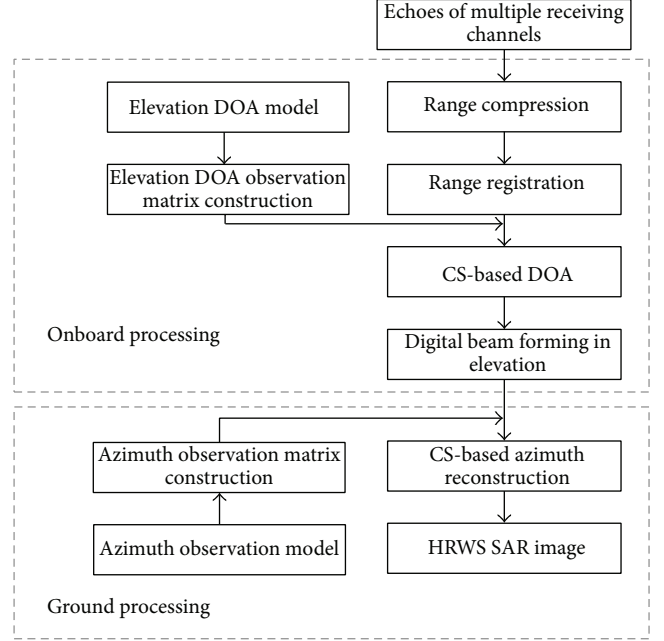 Echoes of multiple receiving
channels
Elevation DOA model
Range compression
Elevation DOA observation
matrix construction
Range registration
CS-based DOA
Onboard processing
Digital beam forming in
elevation
Azimuth observation matrix
construction
CS-based azimuth
reconstruction
Azimuth observation model
HRWS SAR image
Ground processing